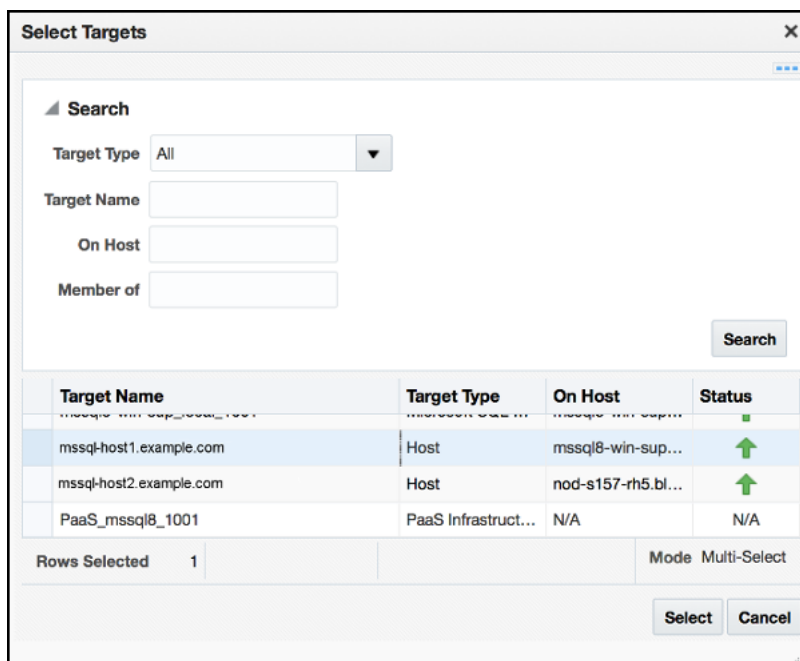 Select Targets
Search
Target Type All
Target Name
On Host
Member of
Search
Target Name Target Type On Host Status
mssql-host1.example.com Host mssql8-win-sup...
mssql-host2.example.com Host nod-s157-rh5.bl...
PaaS_mssql8_1001 PaaS Infrastruct... N/A N/A
Rows Selected 1 Mode Multi-Select
Select Cancel